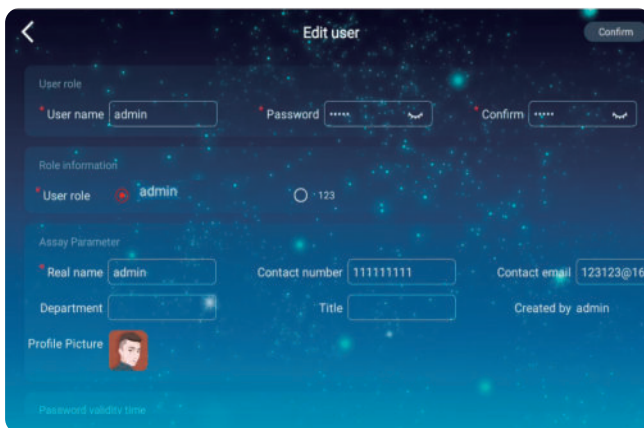 Edit user
Confirm
User role
* User name admin * Password ••••• * Confirm •••••
Role information
* User role admin 123
Assay Parameter
* Real name admin Contact number 111111111 Contact email 123123@16
Department Title Created by admin
Profile Picture
Password validity time